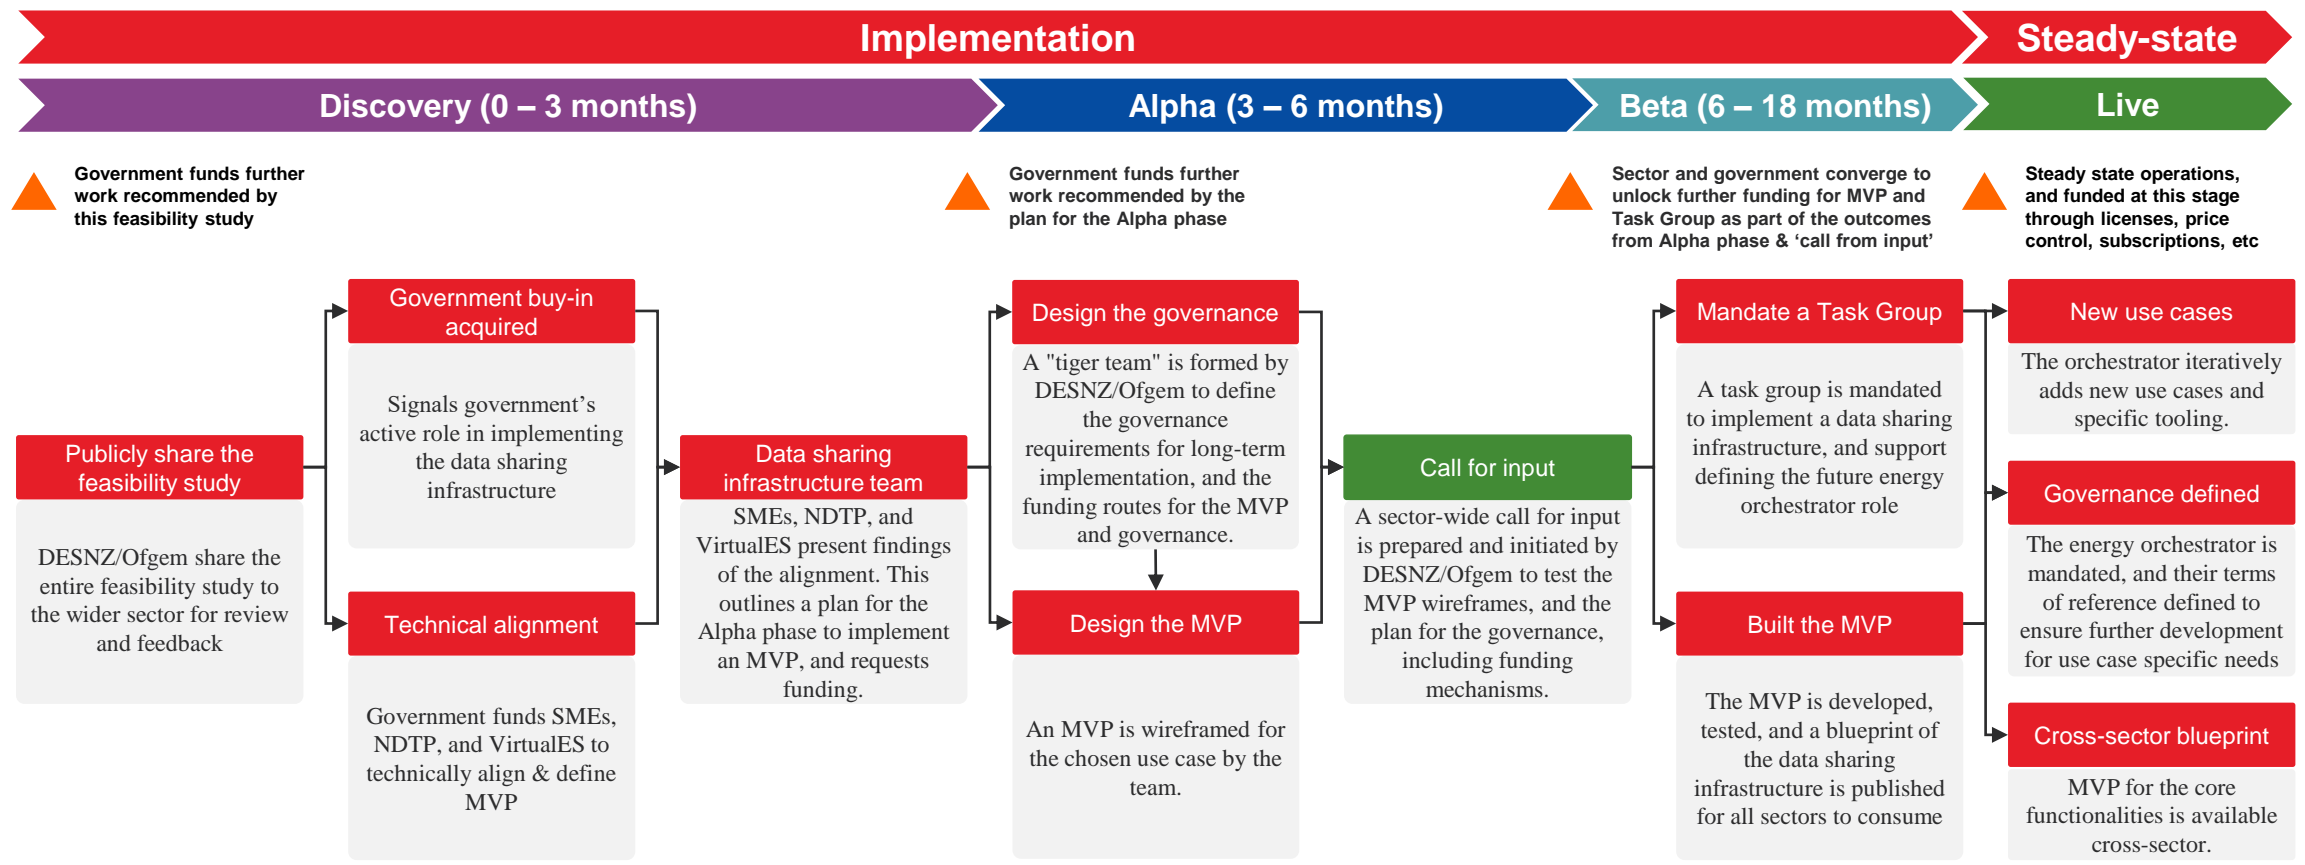 Implementation
Steady-state
Discovery (0 – 3 months)
Alpha (3 – 6 months)
Beta (6 – 18 months)
Live
Government funds further
work recommended by
this feasibility study
Government funds further
work recommended by the
plan for the Alpha phase
Sector and government converge to
unlock further funding for MVP and
Task Group as part of the outcomes
from Alpha phase & ‘call from input’
Steady state operations,
and funded at this stage
through licenses, price
control, subscriptions, etc
Publicly share the
feasibility study
DESNZ/Ofgem share the
entire feasibility study to
the wider sector for review
and feedback
Government buy-in
acquired
Signals government’s
active role in implementing
the data sharing
infrastructure
Technical alignment
Government funds SMEs,
NDTP, and VirtualES to
technically align & define
MVP
Data sharing
infrastructure team
SMEs, NDTP, and
VirtualES present findings
of the alignment. This
outlines a plan for the
Alpha phase to implement
an MVP, and requests
funding.
Design the governance
A "tiger team" is formed by
DESNZ/Ofgem to define
the governance
requirements for long-term
implementation, and the
funding routes for the MVP
and governance.
Design the MVP
An MVP is wireframed for
the chosen use case by the
team.
Call for input
A sector-wide call for input
is prepared and initiated by
DESNZ/Ofgem to test the
MVP wireframes, and the
plan for the governance,
including funding
mechanisms.
Mandate a Task Group
A task group is mandated
to implement a data sharing
infrastructure, and support
defining the future energy
orchestrator role
Built the MVP
The MVP is developed,
tested, and a blueprint of
the data sharing
infrastructure is published
for all sectors to consume
New use cases
The orchestrator iteratively
adds new use cases and
specific tooling.
Governance defined
The energy orchestrator is
mandated, and their terms
of reference defined to
ensure further development
for use case specific needs
Cross-sector blueprint
MVP for the core
functionalities is available
cross-sector.